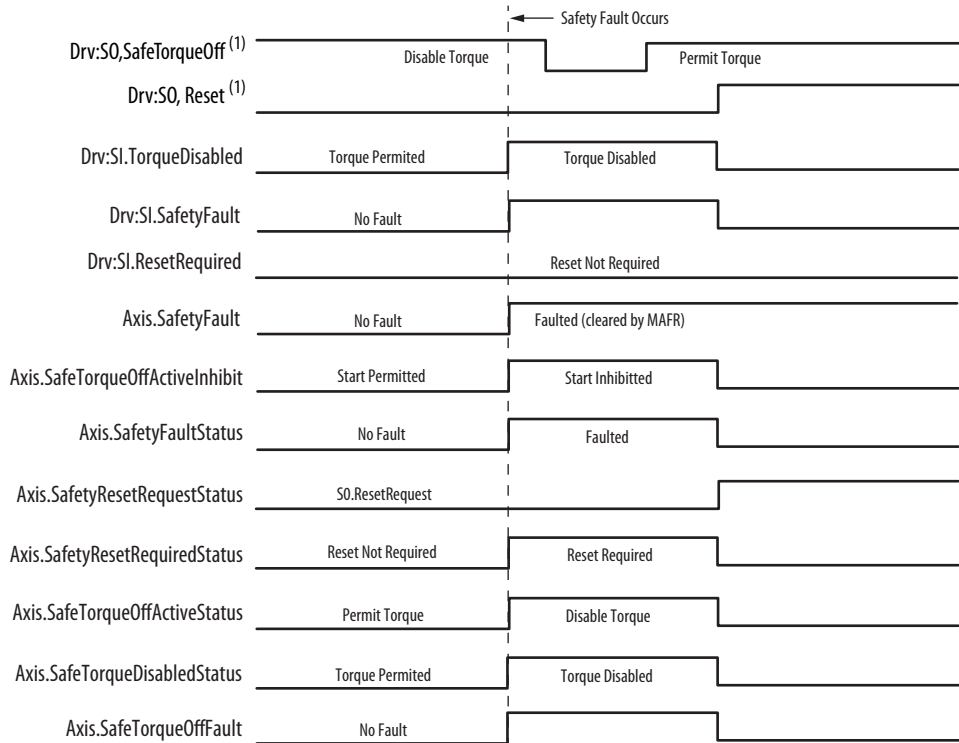 Safety Fault Occurs
Drv:SO,SafeTorqueOff (1)
Disable Torque
Permit Torque
Drv:SO, Reset (1)
Drv:SI.TorqueDisabled
Torque Permited
Torque Disabled
Drv:SI.SafetyFault
No Fault
Drv:SI.ResetRequired
Reset Not Required
Axis.SafetyFault
No Fault
Faulted (cleared by MAFR)
Axis.SafeTorqueOffActiveInhibit
Start Permitted
Start Inhibitted
Axis.SafetyFaultStatus
No Fault
Faulted
Axis.SafetyResetRequestStatus
SO.ResetRequest
Axis.SafetyResetRequiredStatus
Reset Not Required
Reset Required
Axis.SafeTorqueOffActiveStatus
Permit Torque
Disable Torque
Axis.SafeTorqueDisabledStatus
Torque Permited
Torque Disabled
Axis.SafeTorqueOffFault
No Fault